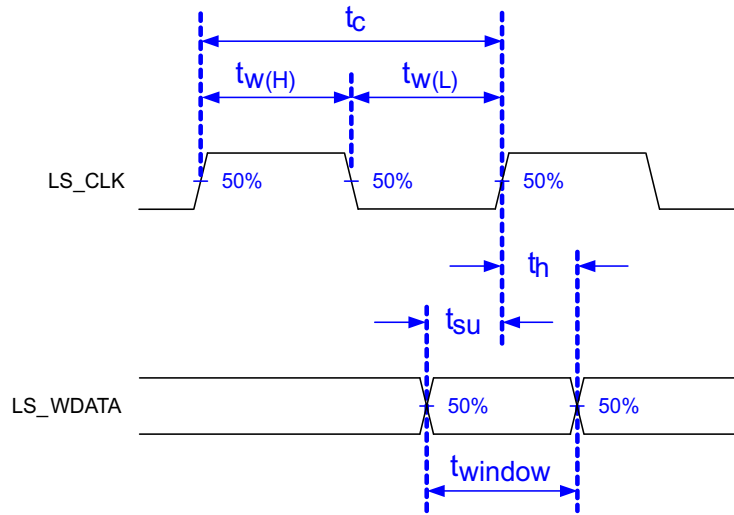 tc
tw(H) tw(L)
LS_CLK 50% 50% 50%
th
tsu
LS_WDATA 50% 50%
twindow